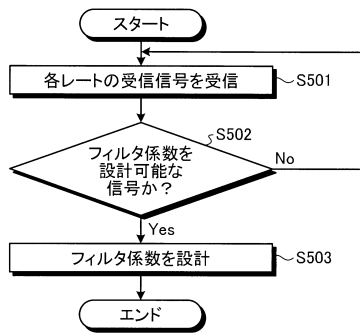 スタート
各レートの受信信号を受信
S501
S502
フィルタ係数を
設計可能な
信号か？
No
Yes
フィルタ係数を設計
S503
エンド